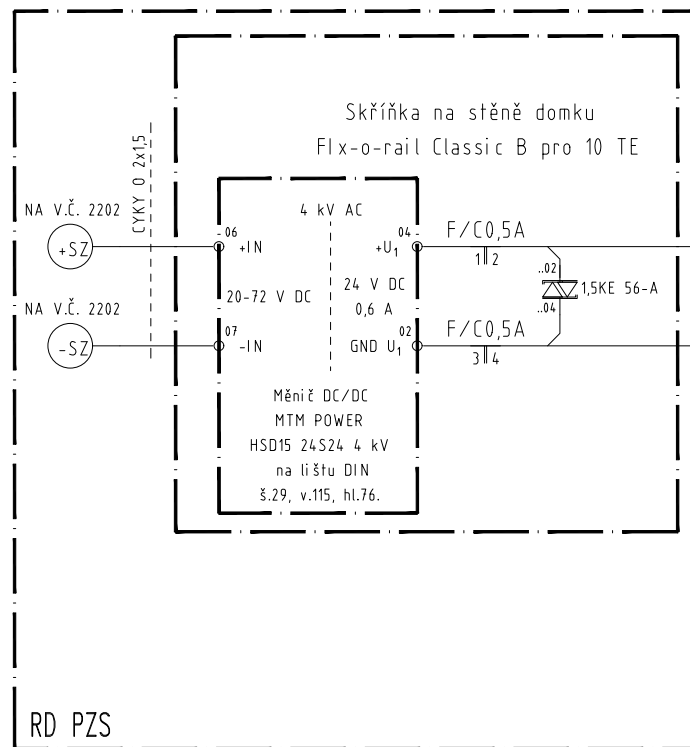 Skříňka na stěně domku
FIx-o-rail Classic B pro 10 TE
CYKY O 2x1,5
NA V.Č. 2202
+SZ
NA V.Č. 2202
-SZ
4 kV AC
06
+IN
04
+U₁
20-72 V DC
24 V DC
0,6 A
07
-IN
02
GND U₁
Měnič DC/DC
MTM POWER
HSD15 24S24 4 kV
na lištu DIN
š.29, v.115, hl.76.
F/C0,5A
1 2
..02
1,5KE 56-A
..04
F/C0,5A
3 4
RD PZS